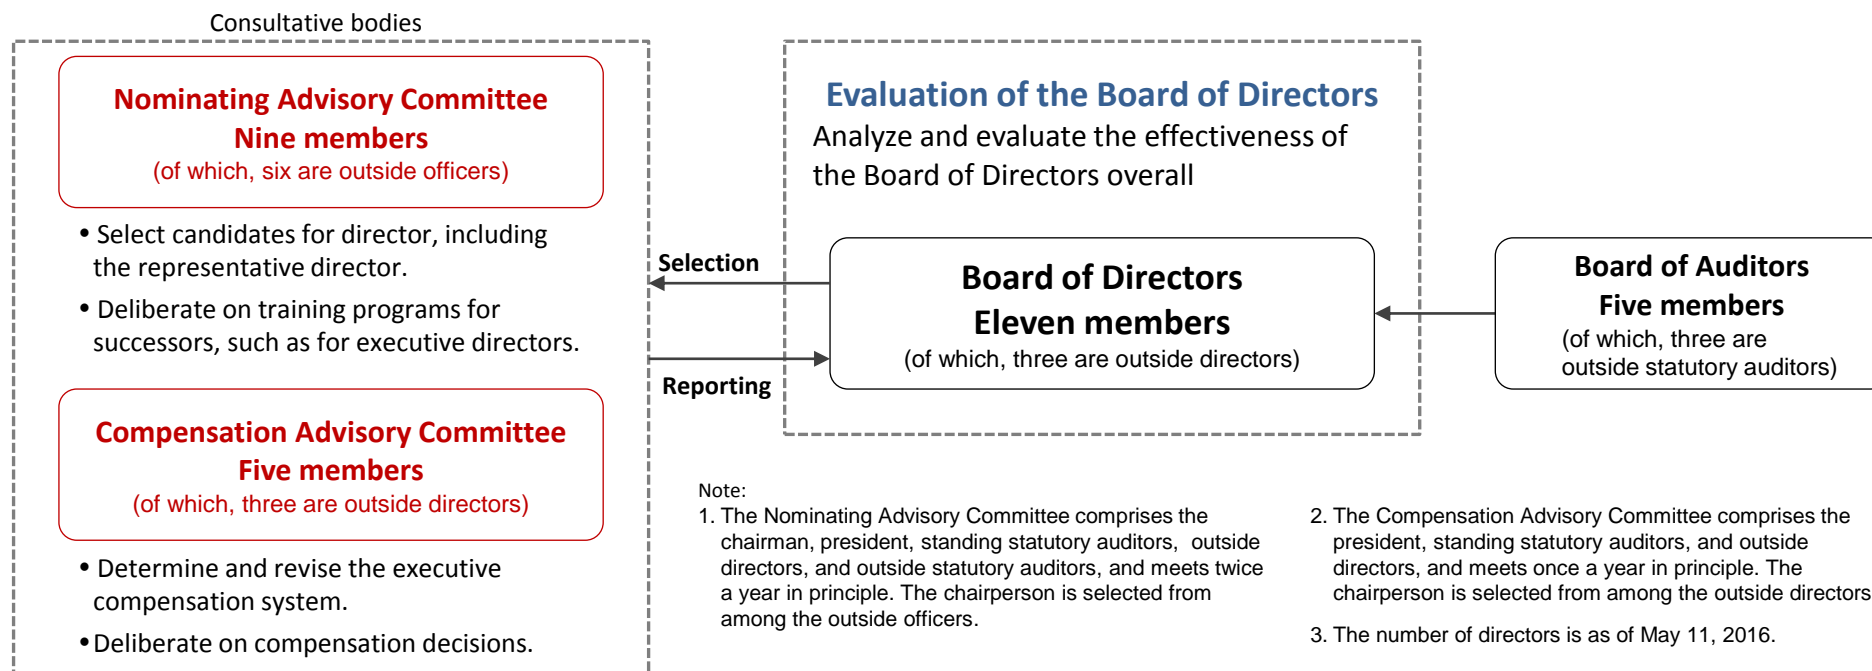 Consultative bodies
Nominating Advisory Committee
Nine members
(of which, six are outside officers)
• Select candidates for director, including
the representative director.
• Deliberate on training programs for
successors, such as for executive directors.
Compensation Advisory Committee
Five members
(of which, three are outside directors)
• Determine and revise the executive
compensation system.
•Deliberate on compensation decisions.
Selection
Reporting
Evaluation of the Board of Directors
Analyze and evaluate the effectiveness of
the Board of Directors overall
Board of Directors
Eleven members
(of which, three are outside directors)
Board of Auditors
Five members
(of which, three are
outside statutory auditors)
Note:
1. The Nominating Advisory Committee comprises the
chairman, president, standing statutory auditors, outside
directors, and outside statutory auditors, and meets twice
a year in principle. The chairperson is selected from
among the outside officers.
2. The Compensation Advisory Committee comprises the
president, standing statutory auditors, and outside
directors, and meets once a year in principle. The
chairperson is selected from among the outside directors
3. The number of directors is as of May 11, 2016.